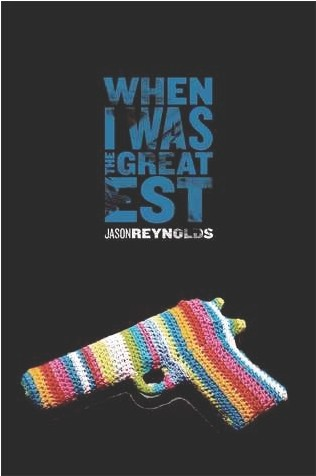 WHEN
I WAS
THE GREAT
EST
JASON REYNOLDS